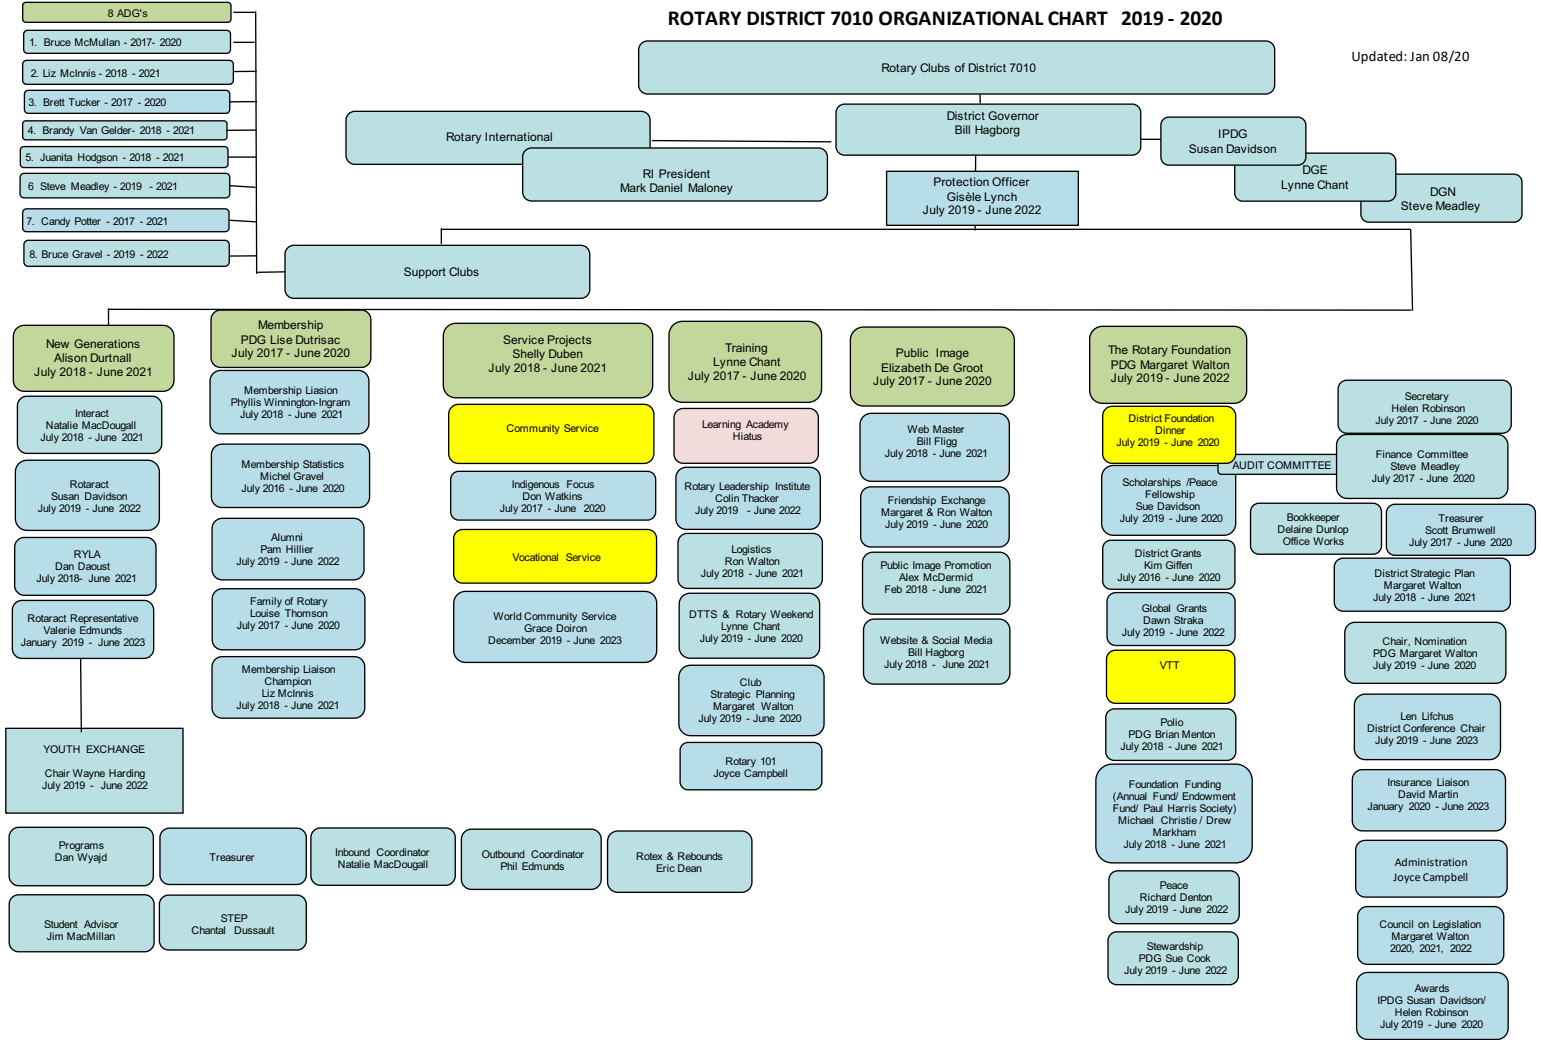 ROTARY DISTRICT 7010 ORGANIZATIONAL CHART 2019 - 2020
Updated: Jan 08/20
8 ADG's
1. Bruce McMullan - 2017- 2020
2. Liz McInnis - 2018 - 2021
3. Brett Tucker - 2017 - 2020
4. Brandy Van Gelder- 2018 - 2021
5. Juanita Hodgson - 2018 - 2021
6 Steve Meadley - 2019 - 2021
7. Candy Potter - 2017 - 2021
8. Bruce Gravel - 2019 - 2022
Rotary Clubs of District 7010
District Governor
Bill Hagborg
Rotary International
RI President
Mark Daniel Maloney
IPDG
Susan Davidson
DGE
Lynne Chant
DGN
Steve Meadley
Protection Officer
Gisèle Lynch
July 2019 - June 2022
Support Clubs
New Generations
Alison Durtnall
July 2018 - June 2021
Interact
Natalie MacDougall
July 2018 - June 2021
Rotaract
Susan Davidson
July 2019 - June 2022
RYLA
Dan Daoust
July 2018- June 2021
Rotaract Representative
Valerie Edmunds
January 2019 - June 2023
YOUTH EXCHANGE
Chair Wayne Harding
July 2019 - June 2022
Programs
Dan Wyajd
Treasurer
Inbound Coordinator
Natalie MacDougall
Outbound Coordinator
Phil Edmunds
Rotex & Rebounds
Eric Dean
Student Advisor
Jim MacMillan
STEP
Chantal Dussault
Membership
PDG Lise Dutrisac
July 2017 - June 2020
Membership Liasion
Phyllis Winnington-Ingram
July 2018 - June 2021
Membership Statistics
Michel Gravel
July 2016 - June 2020
Alumni
Pam Hillier
July 2019 - June 2022
Family of Rotary
Louise Thomson
July 2017 - June 2020
Membership Liaison
Champion
Liz McInnis
July 2018 - June 2021
Service Projects
Shelly Duben
July 2018 - June 2021
Community Service
Indigenous Focus
Don Watkins
July 2017 - June 2020
Vocational Service
World Community Service
Grace Doiron
December 2019 - June 2023
Training
Lynne Chant
July 2017 - June 2020
Learning Academy
Hiatus
Rotary Leadership Institute
Colin Thacker
July 2019 - June 2022
Logistics
Ron Walton
July 2018 - June 2021
DTTS & Rotary Weekend
Lynne Chant
July 2019 - June 2020
Club
Strategic Planning
Margaret Walton
July 2019 - June 2020
Rotary 101
Joyce Campbell
Public Image
Elizabeth De Groot
July 2017 - June 2020
Web Master
Bill Fligg
July 2018 - June 2021
Friendship Exchange
Margaret & Ron Walton
July 2019 - June 2020
Public Image Promotion
Alex McDermid
Feb 2018 - June 2021
Website & Social Media
Bill Hagborg
July 2018 - June 2021
The Rotary Foundation
PDG Margaret Walton
July 2019 - June 2022
District Foundation
Dinner
July 2019 - June 2020
Scholarships /Peace
Fellowship
Sue Davidson
July 2019 - June 2020
District Grants
Kim Giffen
July 2016 - June 2020
Global Grants
Dawn Straka
July 2019 - June 2022
VTT
Polio
PDG Brian Menton
July 2018 - June 2021
Foundation Funding
(Annual Fund/ Endowment
Fund/ Paul Harris Society)
Michael Christie / Drew
Markham
July 2018 - June 2021
Peace
Richard Denton
July 2019 - June 2022
Stewardship
PDG Sue Cook
July 2019 - June 2022
AUDIT COMMITTEE
Secretary
Helen Robinson
July 2017 - June 2020
Finance Committee
Steve Meadley
July 2017 - June 2020
Bookkeeper
Delaine Dunlop
Office Works
Treasurer
Scott Brumwell
July 2017 - June 2020
District Strategic Plan
Margaret Walton
July 2018 - June 2021
Chair, Nomination
PDG Margaret Walton
July 2019 - June 2020
Len Lifchus
District Conference Chair
July 2019 - June 2023
Insurance Liaison
David Martin
January 2020 - June 2023
Administration
Joyce Campbell
Council on Legislation
Margaret Walton
2020, 2021, 2022
Awards
IPDG Susan Davidson/
Helen Robinson
July 2019 - June 2020